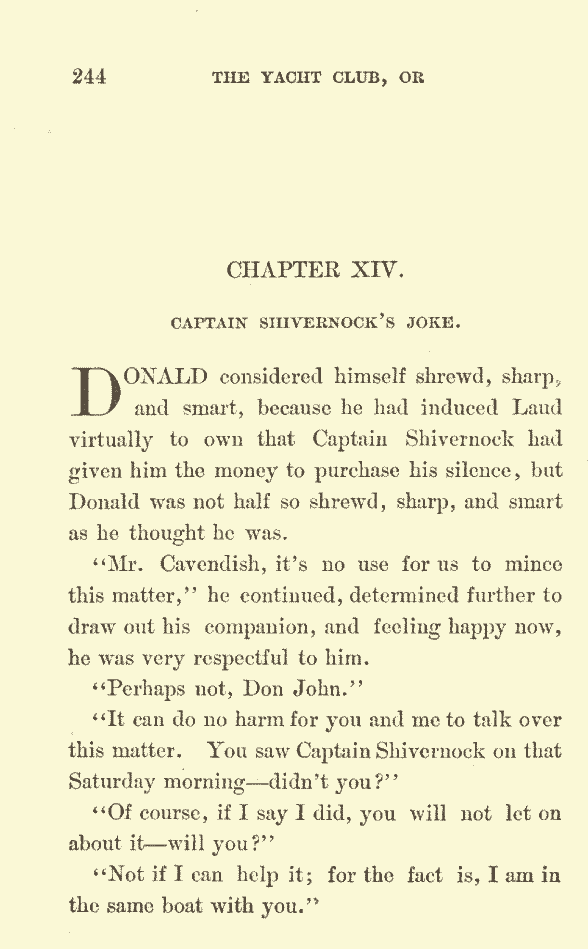 244 THE YACHT CLUB, OR
CHAPTER XIV.
CAPTAIN SHIVERNOCK'S JOKE.
DONALD considered himself shrewd, sharp,
and smart, because he had induced Laud
virtually to own that Captain Shivernock had
given him the money to purchase his silence, but
Donald was not half so shrewd, sharp, and smart
as he thought he was.
"Mr. Cavendish, it's no use for us to mince
this matter," he continued, determined further to
draw out his companion, and feeling happy now,
he was very respectful to him.
"Perhaps not, Don John."
"It can do no harm for you and me to talk over
this matter. You saw Captain Shivernock on that
Saturday morning—didn't you?"
"Of course, if I say I did, you will not let on
about it—will you?"
"Not if I can help it; for the fact is, I am in
the same boat with you."